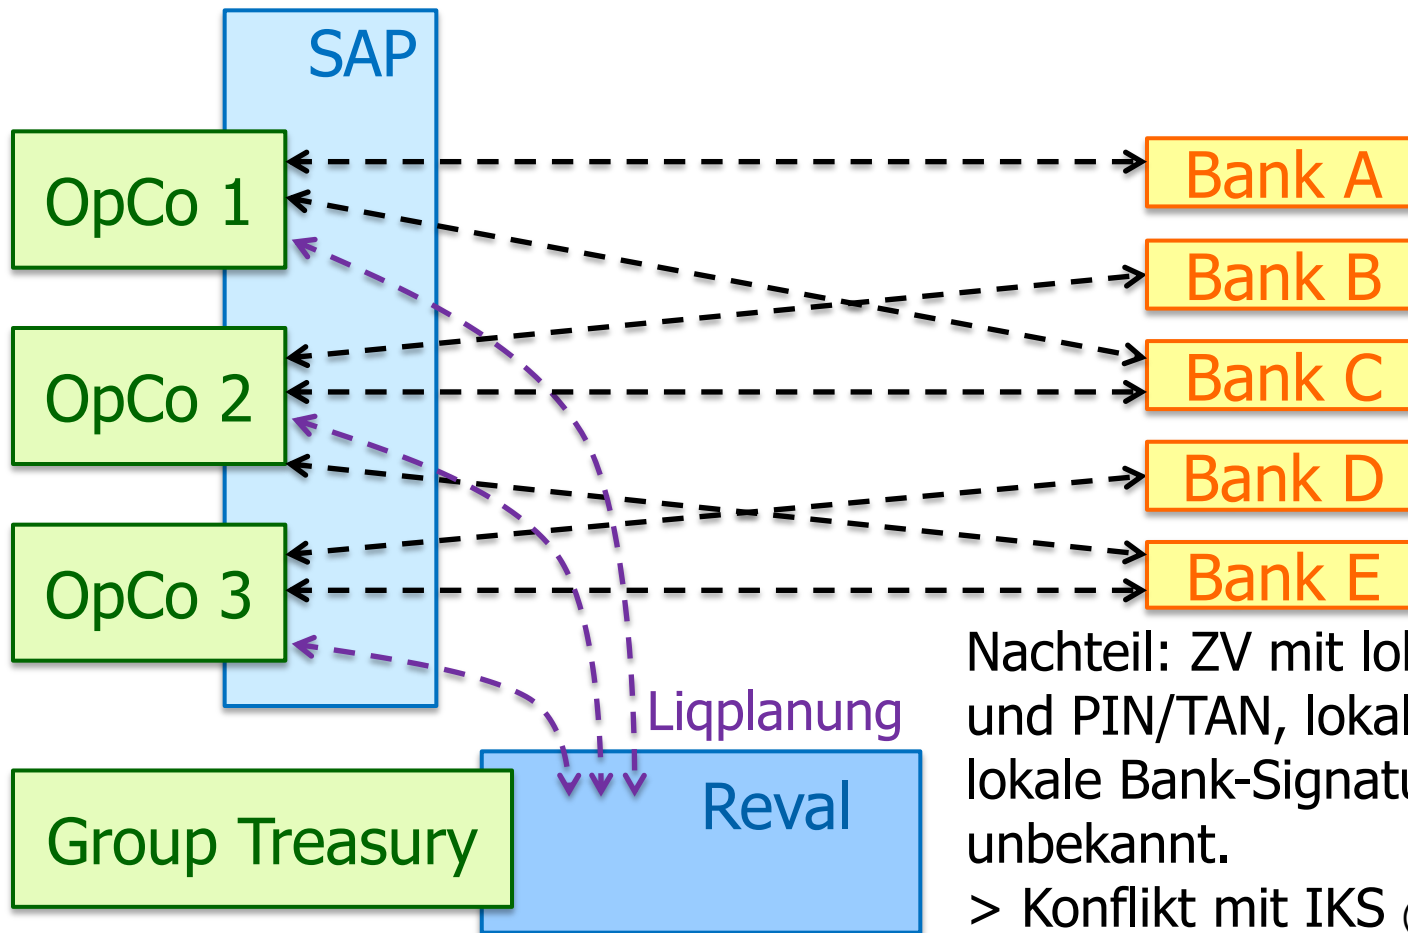 SAP
OpCo 1
Bank A
Bank B
OpCo 2
Bank C
Bank D
OpCo 3
Bank E
Nachteil: ZV mit
und PIN/TAN,
Liqplanung
lokale
Reval
unbekannt.
Group Treasury
> Konflikt mit IKS